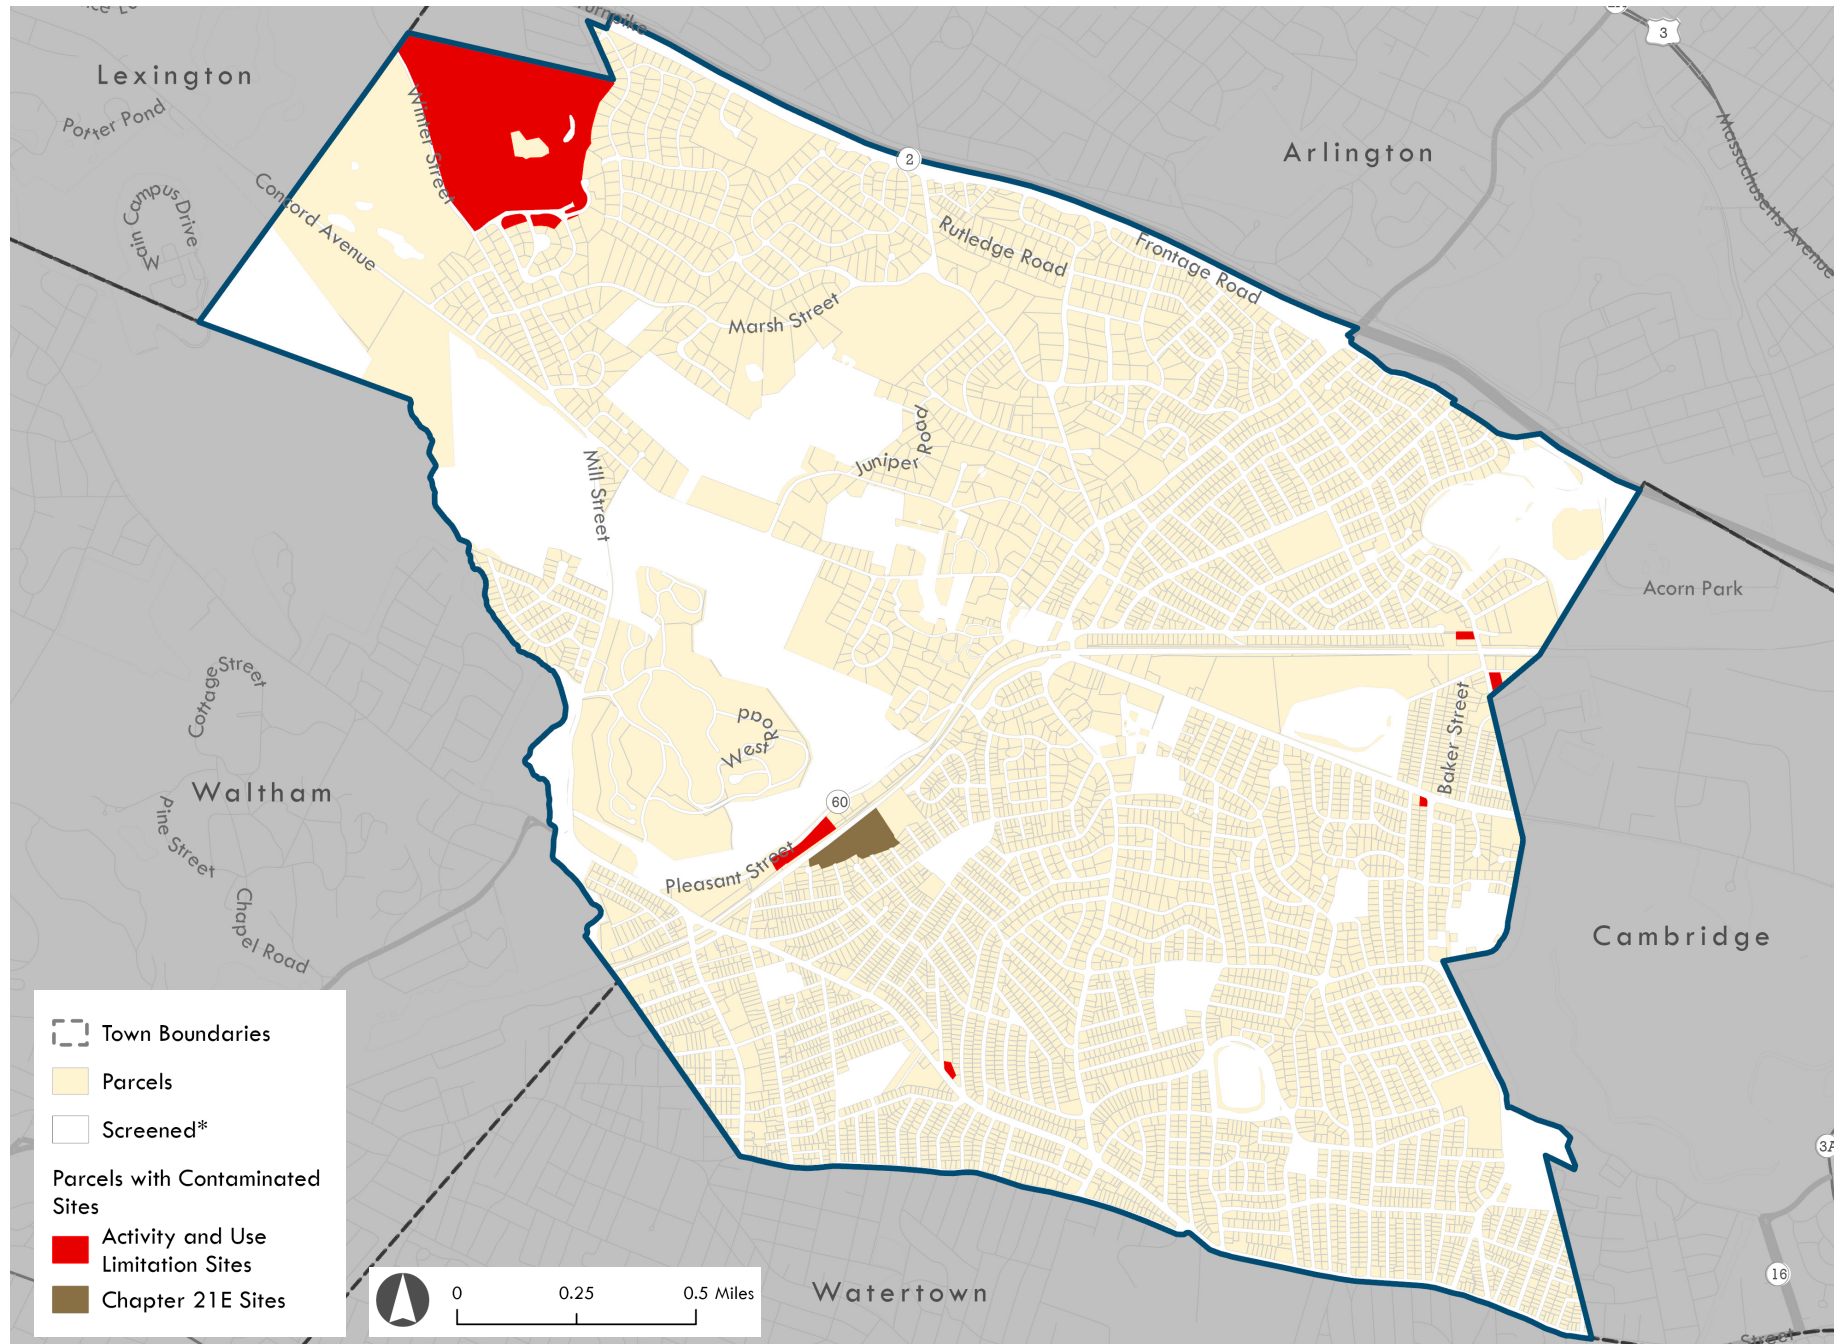 Turnpike
3
Lexington
Potter Pond
Winter Street
Arlington
Massachusetts Avenue
2
Main Campus Drive
Concord Avenue
Rutledge Road
Frontage Road
Marsh Street
Juniper Road
Mill Street
Acorn Park
Cottage Street
West Road
Baker Street
Waltham
60
Pine Street
Pleasant Street
Chapel Road
Cambridge
Town Boundaries
Parcels
Screened*
Parcels with Contaminated
Sites
Activity and Use
Limitation Sites
Chapter 21E Sites
0 0.25 0.5 Miles
Watertown
16
Street